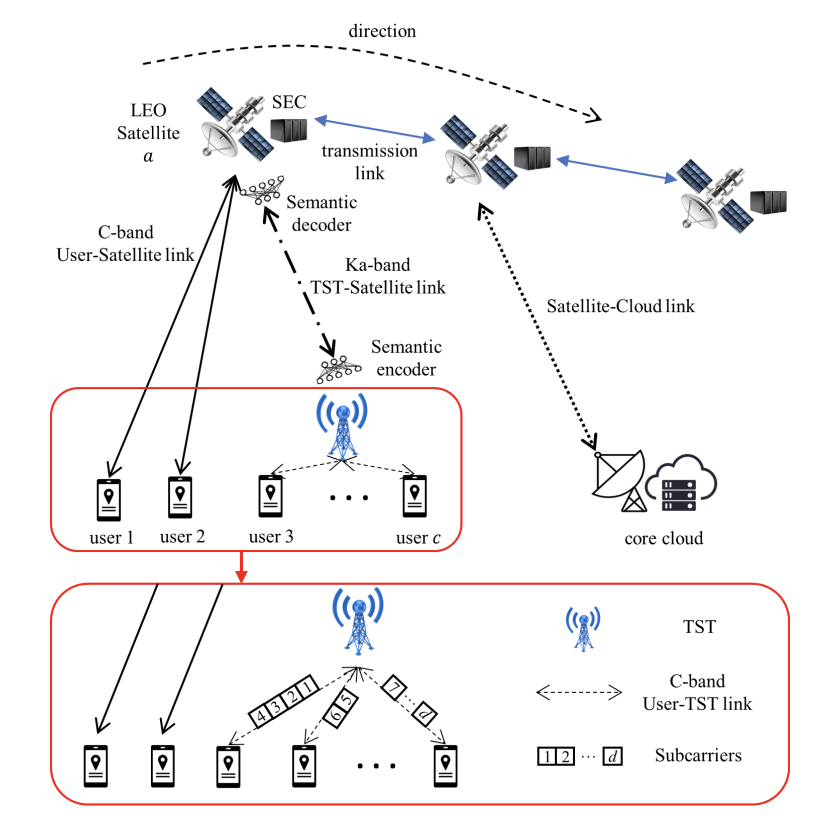 direction
LEO
Satellite
a
SEC
transmission
link
Semantic
decoder
C-band
User-Satellite link
Ka-band
TST-Satellite link
Satellite-Cloud link
Semantic
encoder
user 1
user 2
user 3
user c
core cloud
TST
4 3 2 1
6 5
7 ... d
C-band
User-TST link
1 2 ... d
Subcarriers